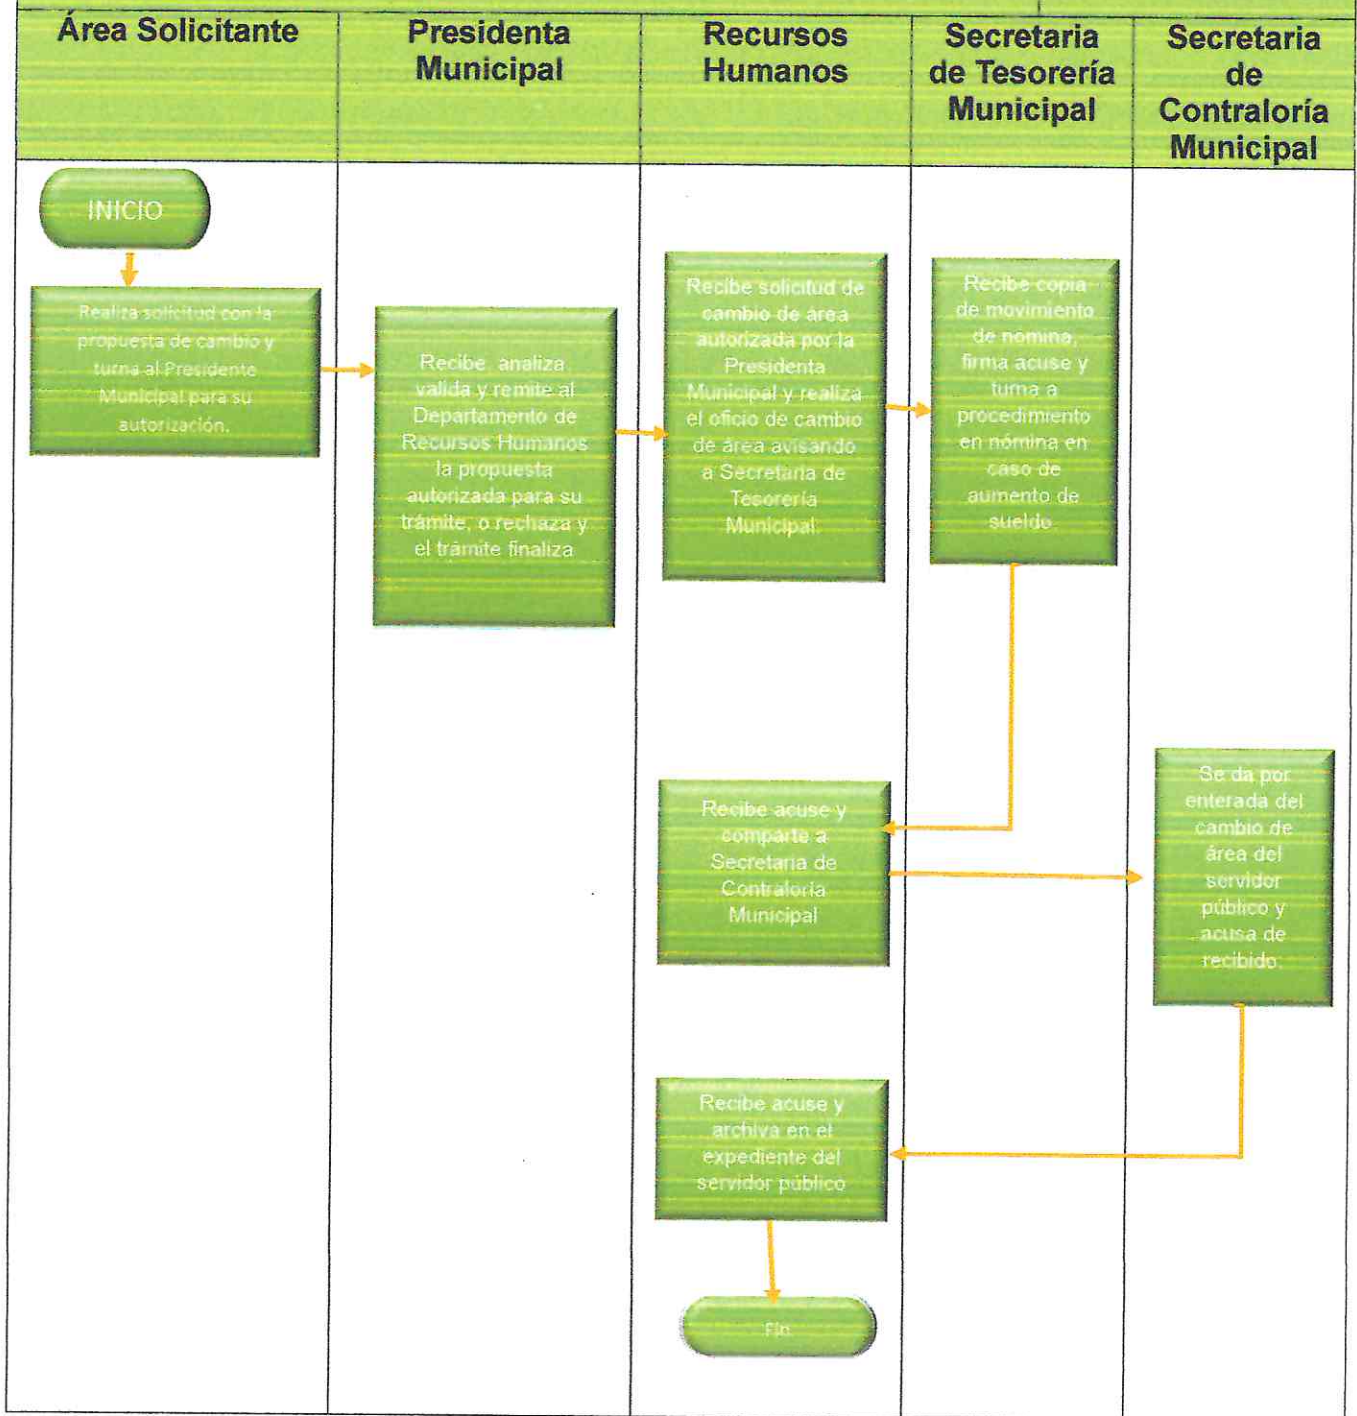 Área Solicitante
Presidenta
Municipal
Recursos
Humanos
Secretaria
de Tesorería
Municipal
Secretaria
de
Contraloría
Municipal
INICIO
Realiza solicitud con la
propuesta de cambio y
turna al Presidente
Municipal para su
autorización.
Recibe analiza
valida y remite al
Departamento de
Recursos Humanos
la propuesta
autorizada para su
trámite, o rechaza y
el trámite finaliza
Recibe solicitud de
cambio de área
autorizada por la
Presidenta
Municipal y realiza
el oficio de cambio
de área avisando
a Secretaria de
Tesorería
Municipal.
Recibe copia
de movimiento
de nómina,
firma acuse y
turna a
procedimiento
en nómina en
caso de
aumento de
sueldo.
Recibe acuse y
comparte a
Secretaria de
Contraloría
Municipal
Se da por
enterada del
cambio de
área del
servidor
público y
acusa de
recibido.
Recibe acuse y
archiva en el
expediente del
servidor público
Fin